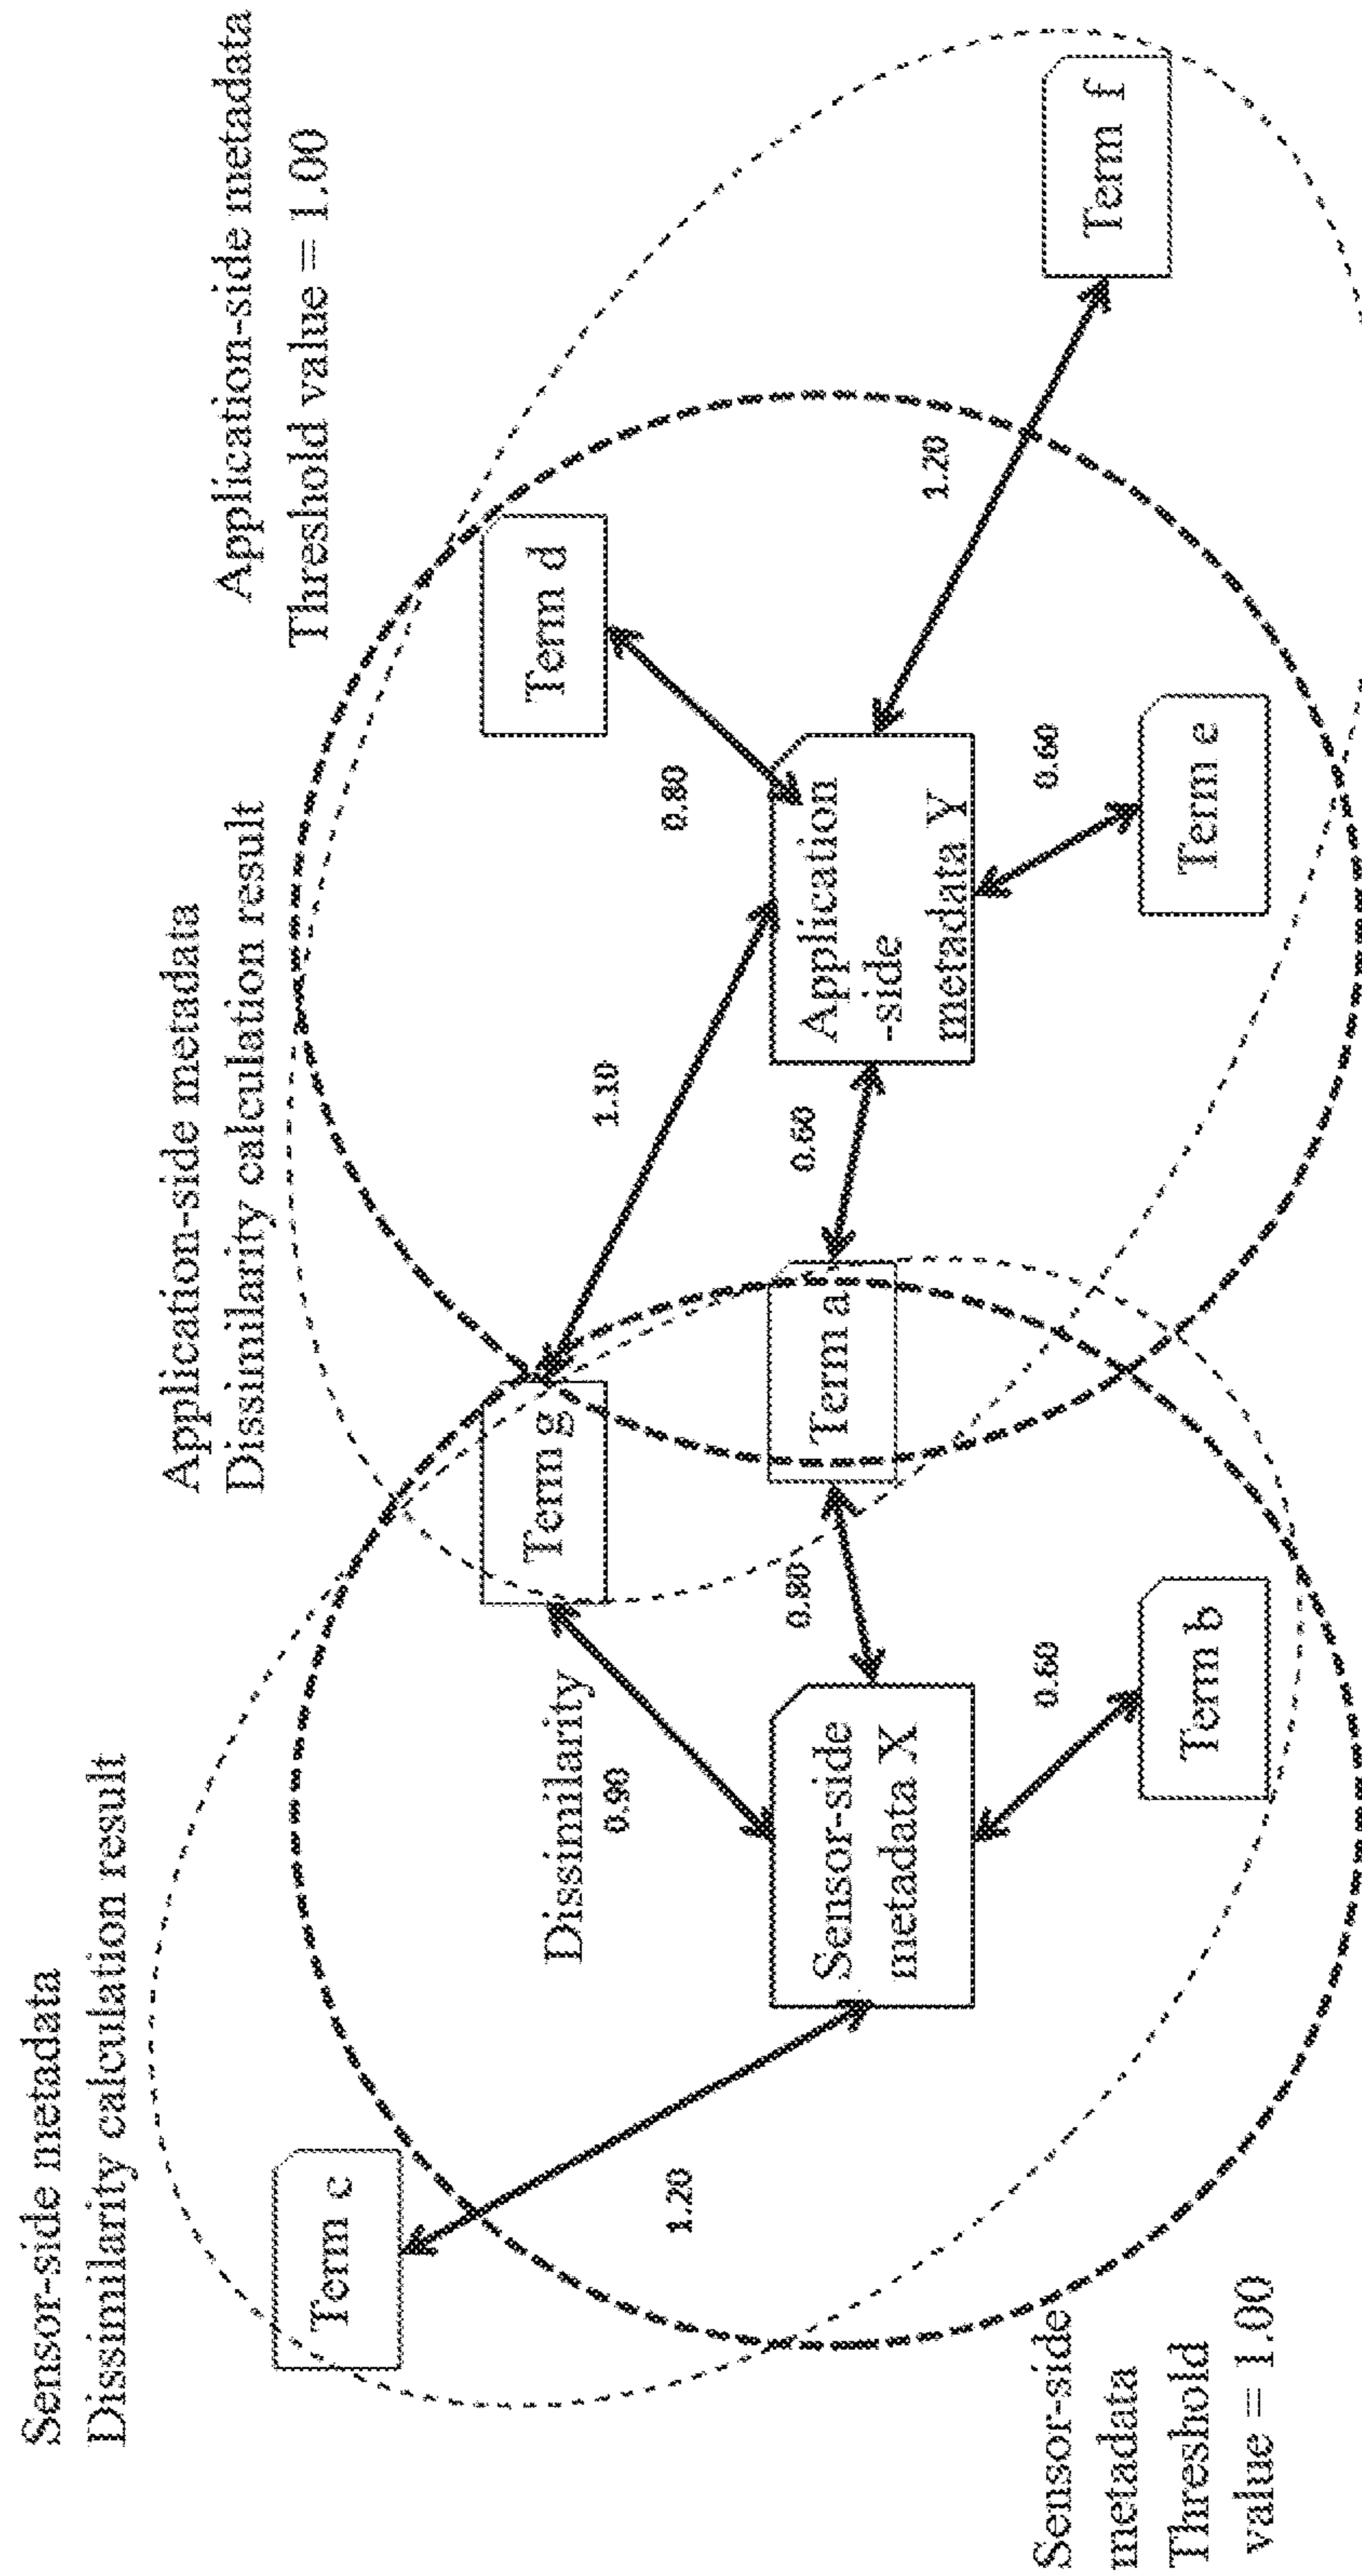 Sensor-side metadata
Dissimilarity calculation result
Application-side metadata
Dissimilarity calculation result
Application-side metadata
Threshold value = 1.00
Term c
1.20
Dissimilarity
0.90
Term g
1.10
Term d
0.80
Sensor-side
metadata X
0.80
Term a
0.60
Application
-side
metadata Y
1.20
Term f
0.60
Term b
0.60
Term e
Sensor-side
metadata
Threshold
value = 1.00